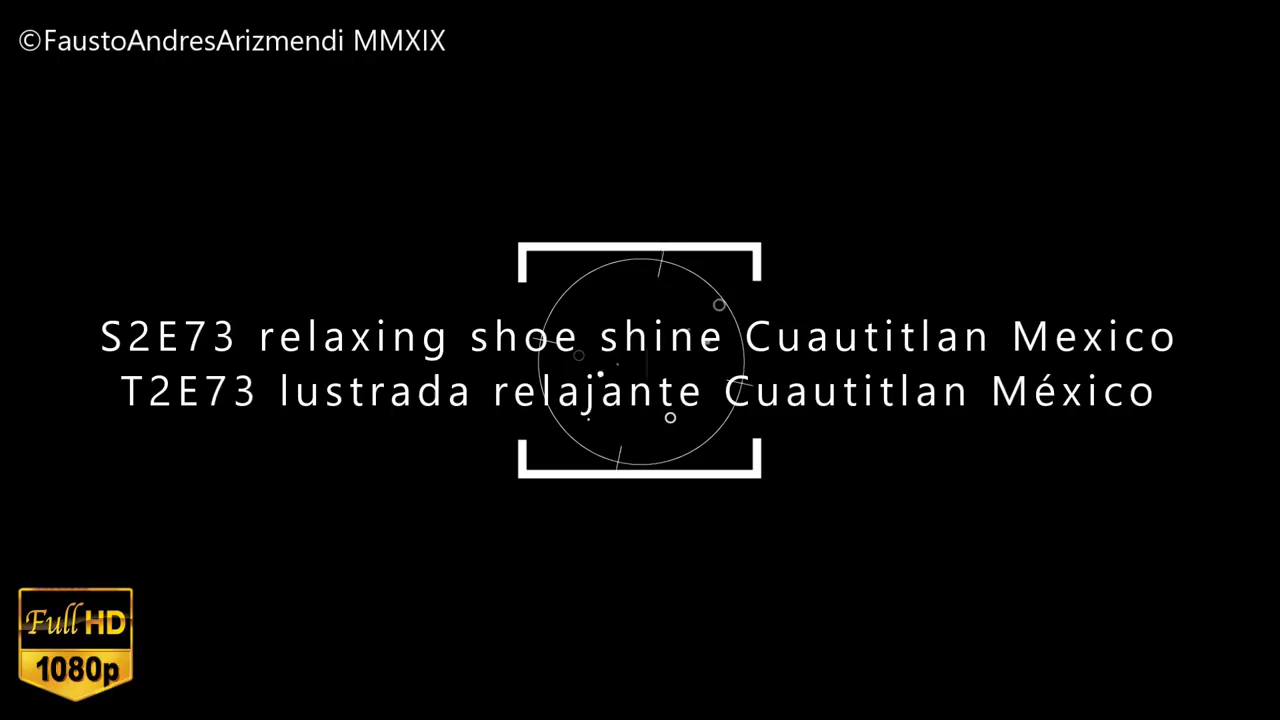 ©FaustoAndresArizmendi MMXIX
S2E73 relaxing shoe shine Cuautitlan Mexico
T2E73 lustrada relajante Cuautitlan México
Full HD
1080p